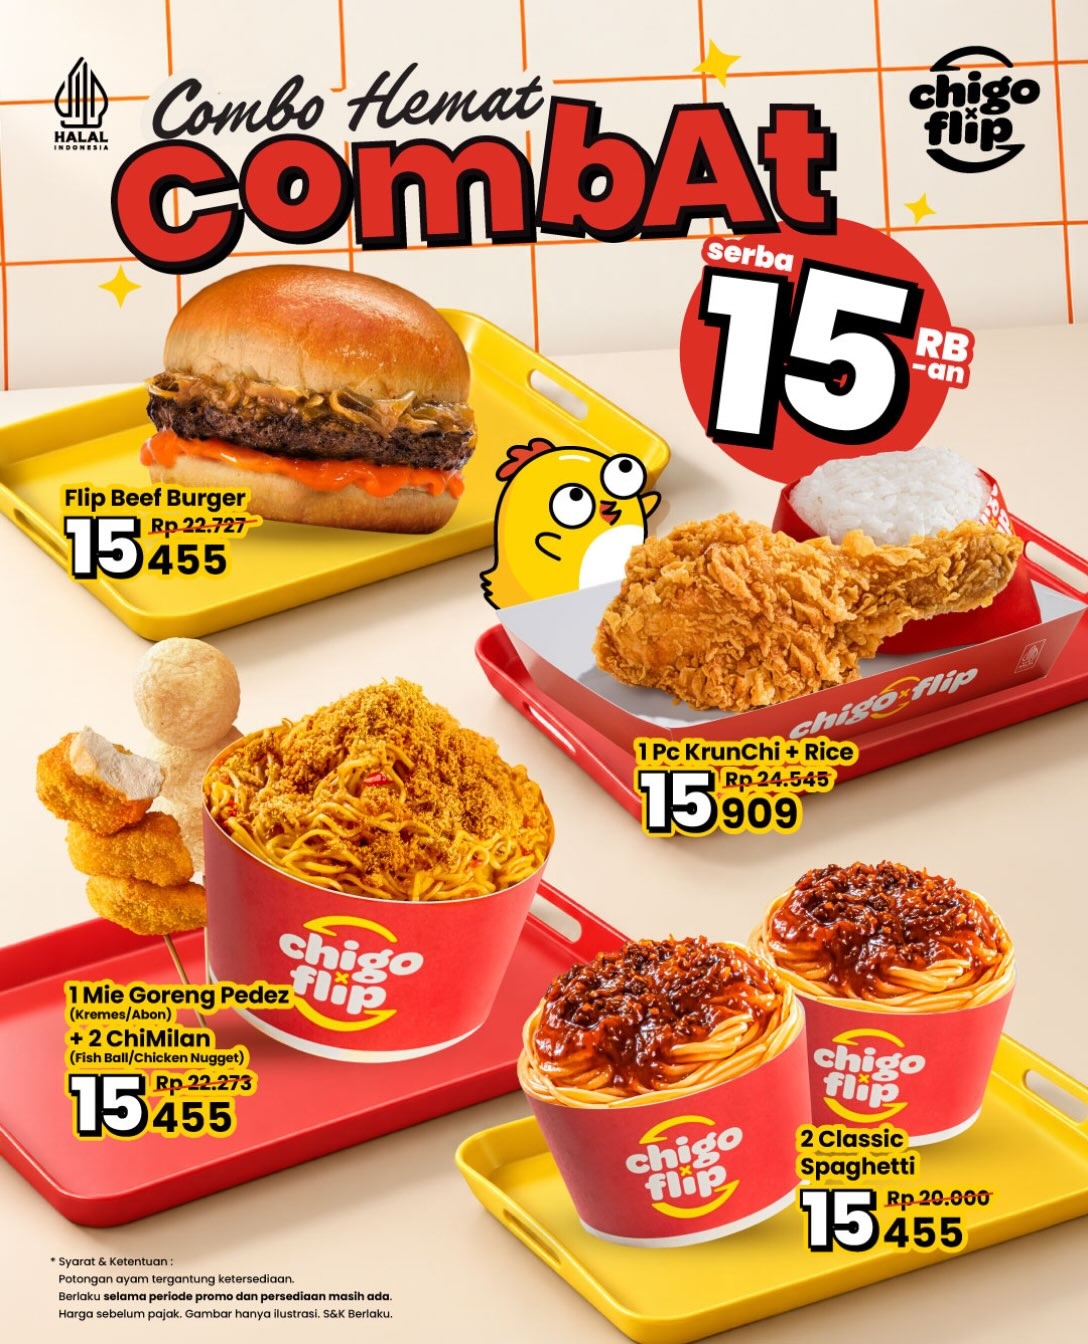 HALAL
INDONESIA
Combo Hemat
combAt
chigo
x
flip
serba
15
RB
-an
Flip Beef Burger
Rp 22.727
15 455
chigo x flip
1 Pc KrunChi + Rice
Rp 24.545
15 909
chigo
x
flip
1 Mie Goreng Pedez
(Kremes/Abon)
+ 2 ChiMilan
(Fish Ball/Chicken Nugget)
Rp 22.273
15 455
chigo
x
flip
chigo
x
flip
2 Classic
Spaghetti
Rp 20.000
15 455
* Syarat & Ketentuan :
Potongan ayam tergantung ketersediaan.
Berlaku selama periode promo dan persediaan masih ada.
Harga sebelum pajak. Gambar hanya ilustrasi. S&K Berlaku.